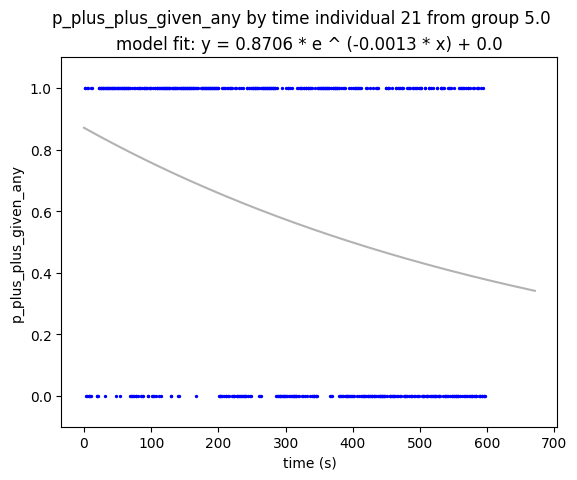 p_plus_plus_given_any by time individual 21 from group 5.0
model fit: y = 0.8706 * e ^ (-0.0013 * x) + 0.0
1.0
0.8
0.6
0.4
0.2
0.0
p_plus_plus_given_any
0 100 200 300 400 500 600 700
time (s)